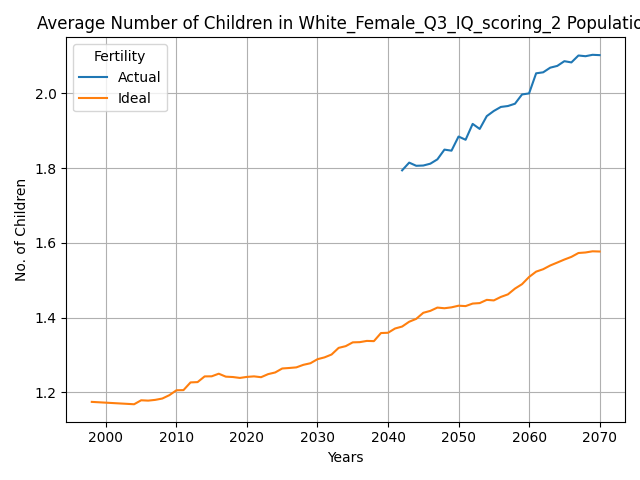 Average Number of Children in White_Female_Q3_IQ_scoring_2 Populatio
Fertility
Actual
Ideal
No. of Children
2.0
1.8
1.6
1.4
1.2
2000 2010 2020 2030 2040 2050 2060 2070
Years